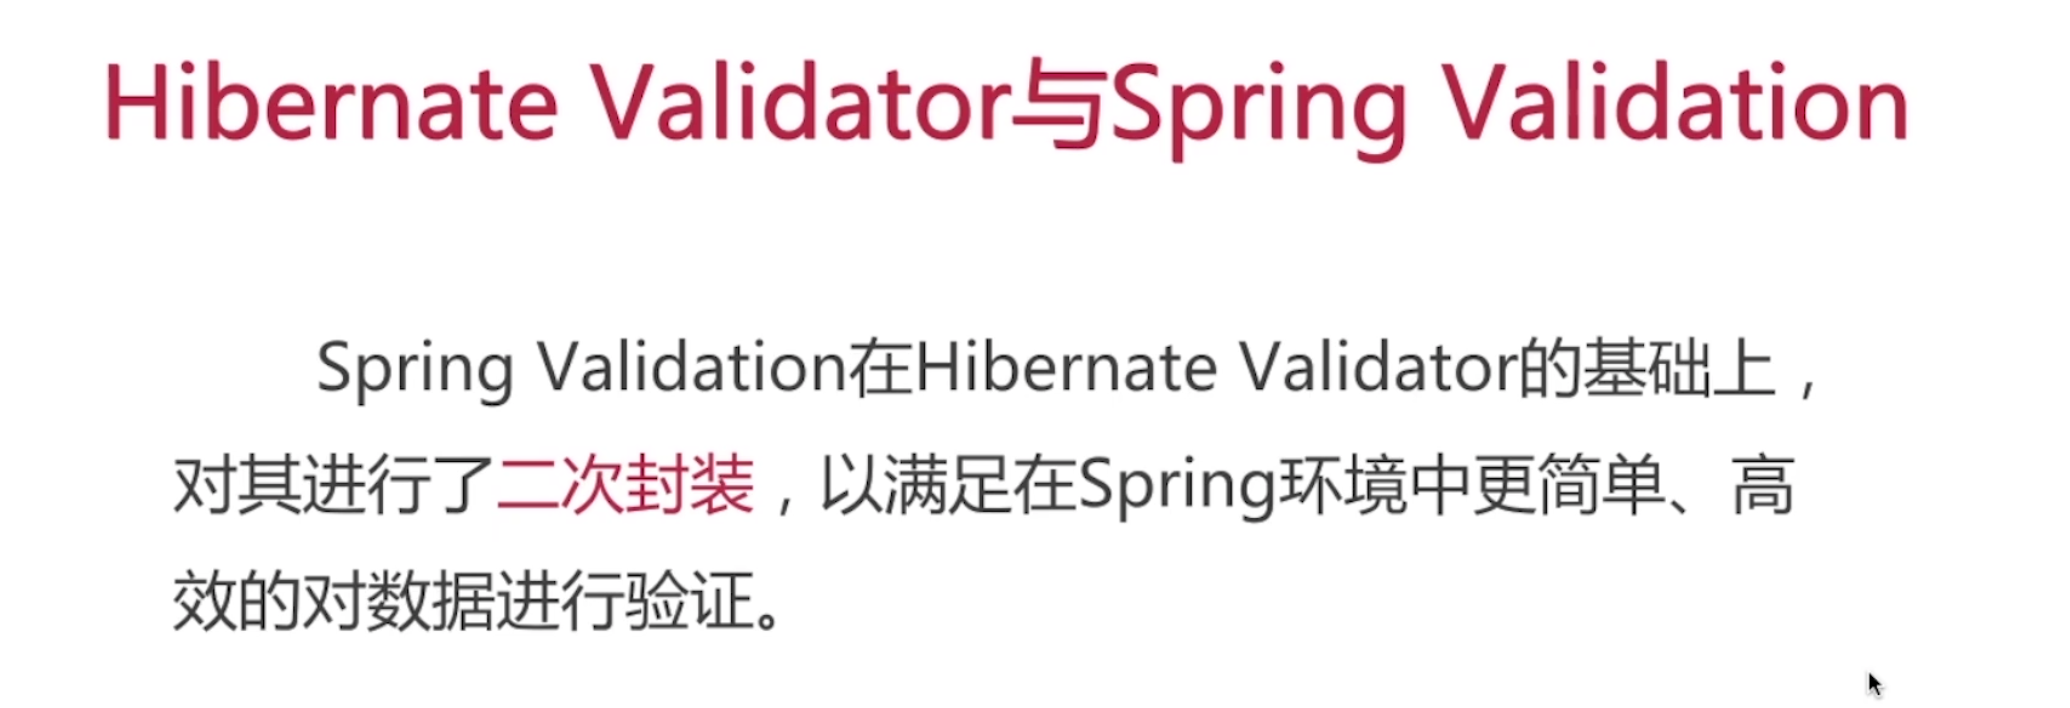 Hibernate Validator与Spring Validation
Spring Validation在Hibernate Validator的基础上，
对其进行了二次封装，以满足在Spring环境中更简单、高
效的对数据进行验证。